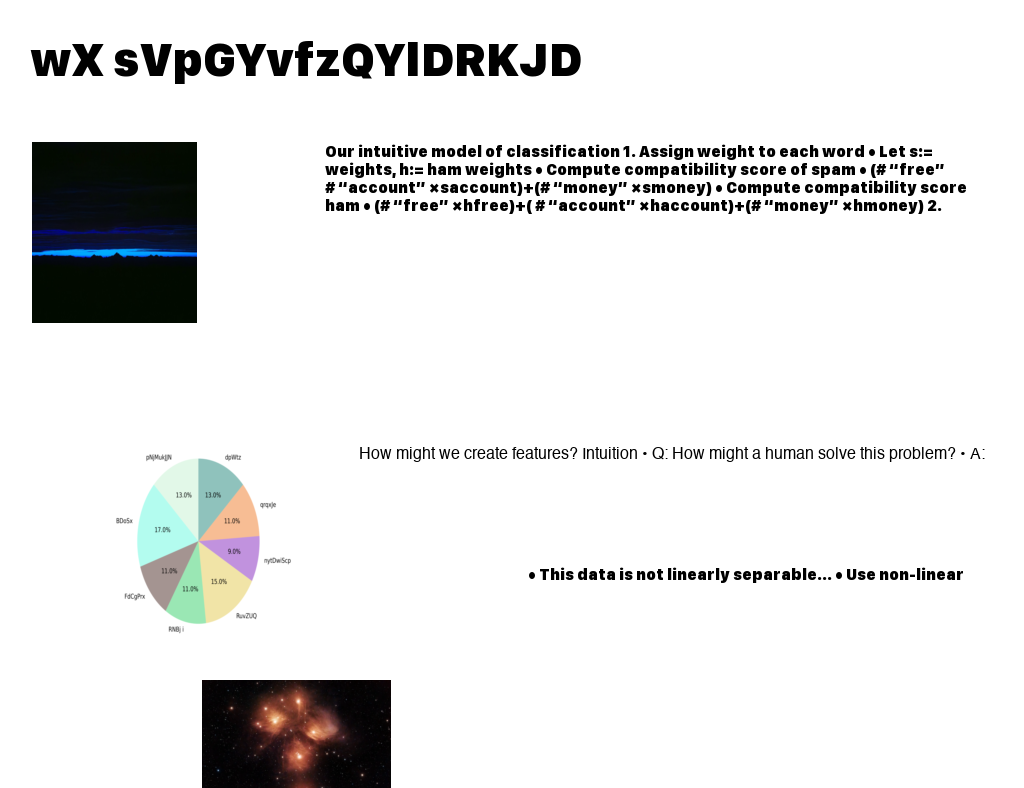 wX sVpGYvfzQYlDRKJD
Our intuitive model of classification 1. Assign weight to each word • Let s:=
weights, h:= ham weights • Compute compatibility score of spam • (# “free”
# “account” ×saccount)+(# “money” ×smoney) • Compute compatibility score
ham • (# “free” ×hfree)+( # “account” ×haccount)+(# “money” ×hmoney) 2.
How might we create features? Intuition • Q: How might a human solve this problem? • A:
pNjMukJJN
dpWtz
13.0%
13.0%
qrqxje
11.0%
BDoSx
17.0%
9.0%
nytDwiScp
11.0%
15.0%
11.0%
FdCgPrx
RuvZUQ
RNBj i
• This data is not linearly separable... • Use non-linear